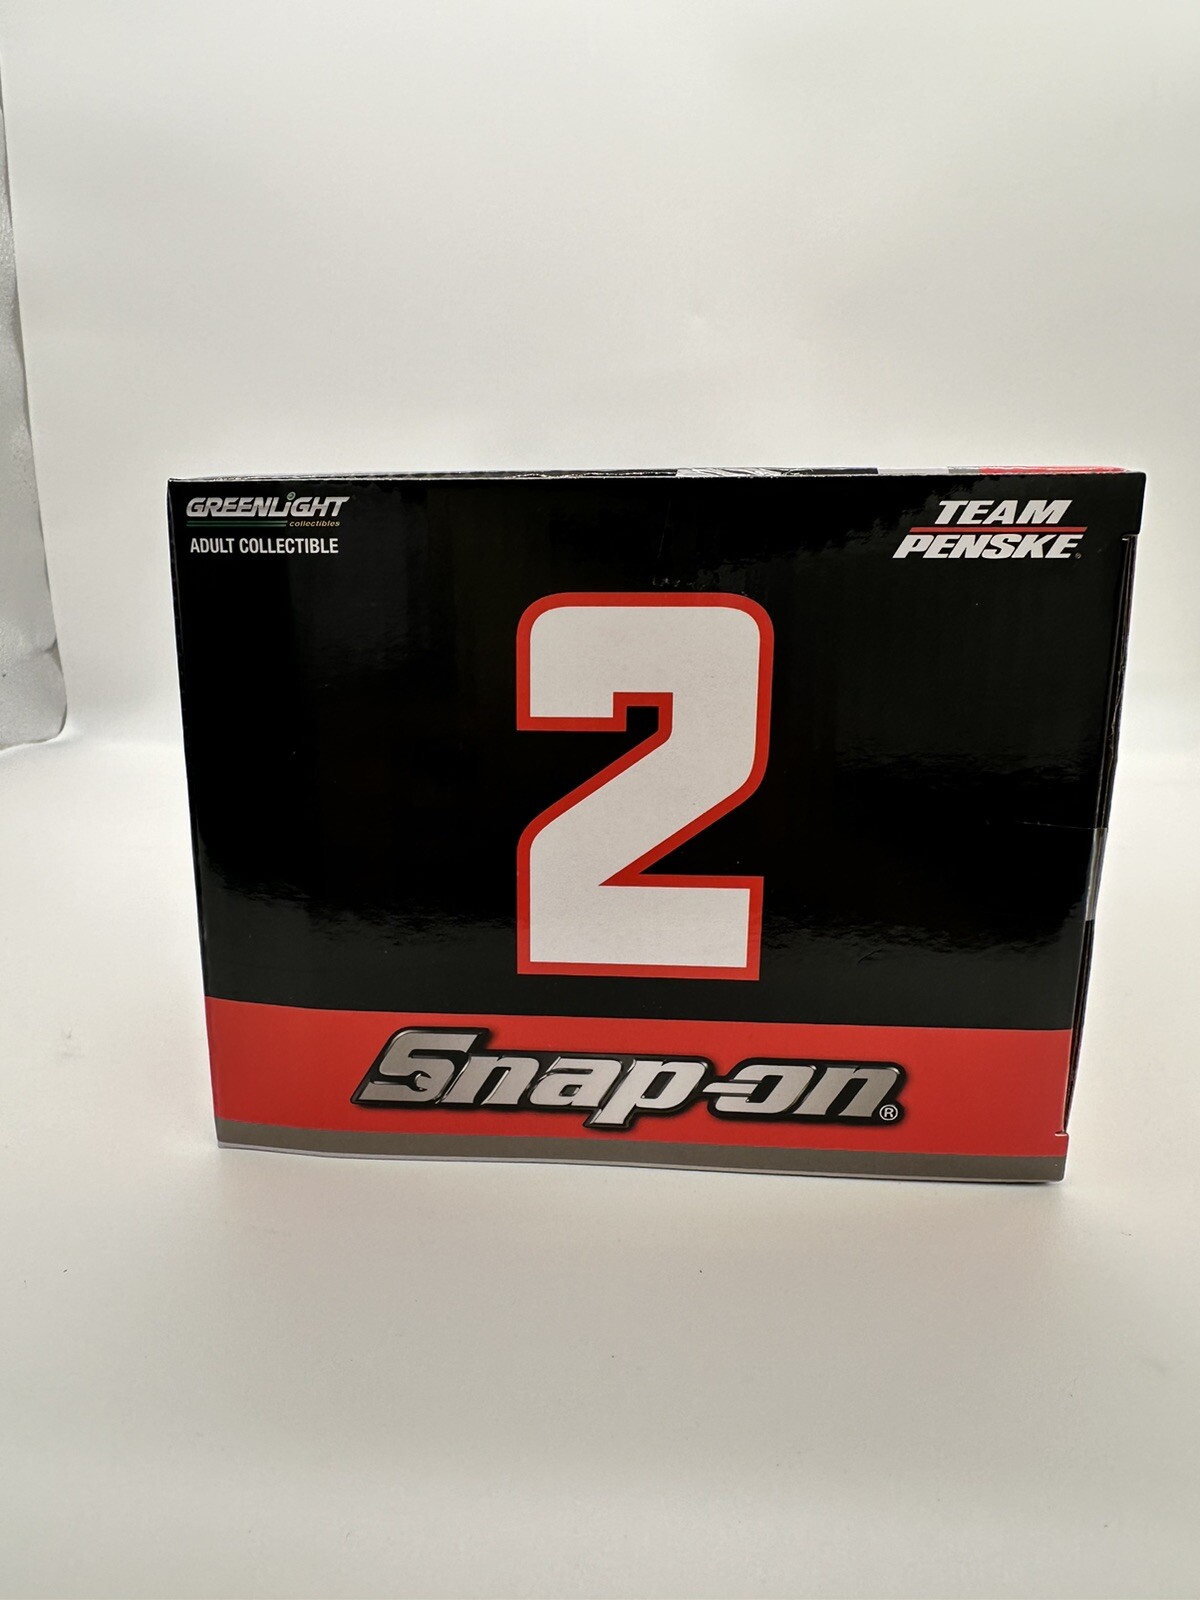 GREENLiGHT
collectibles
ADULT COLLECTIBLE
TEAM
PENSKE
2
Snap-on®